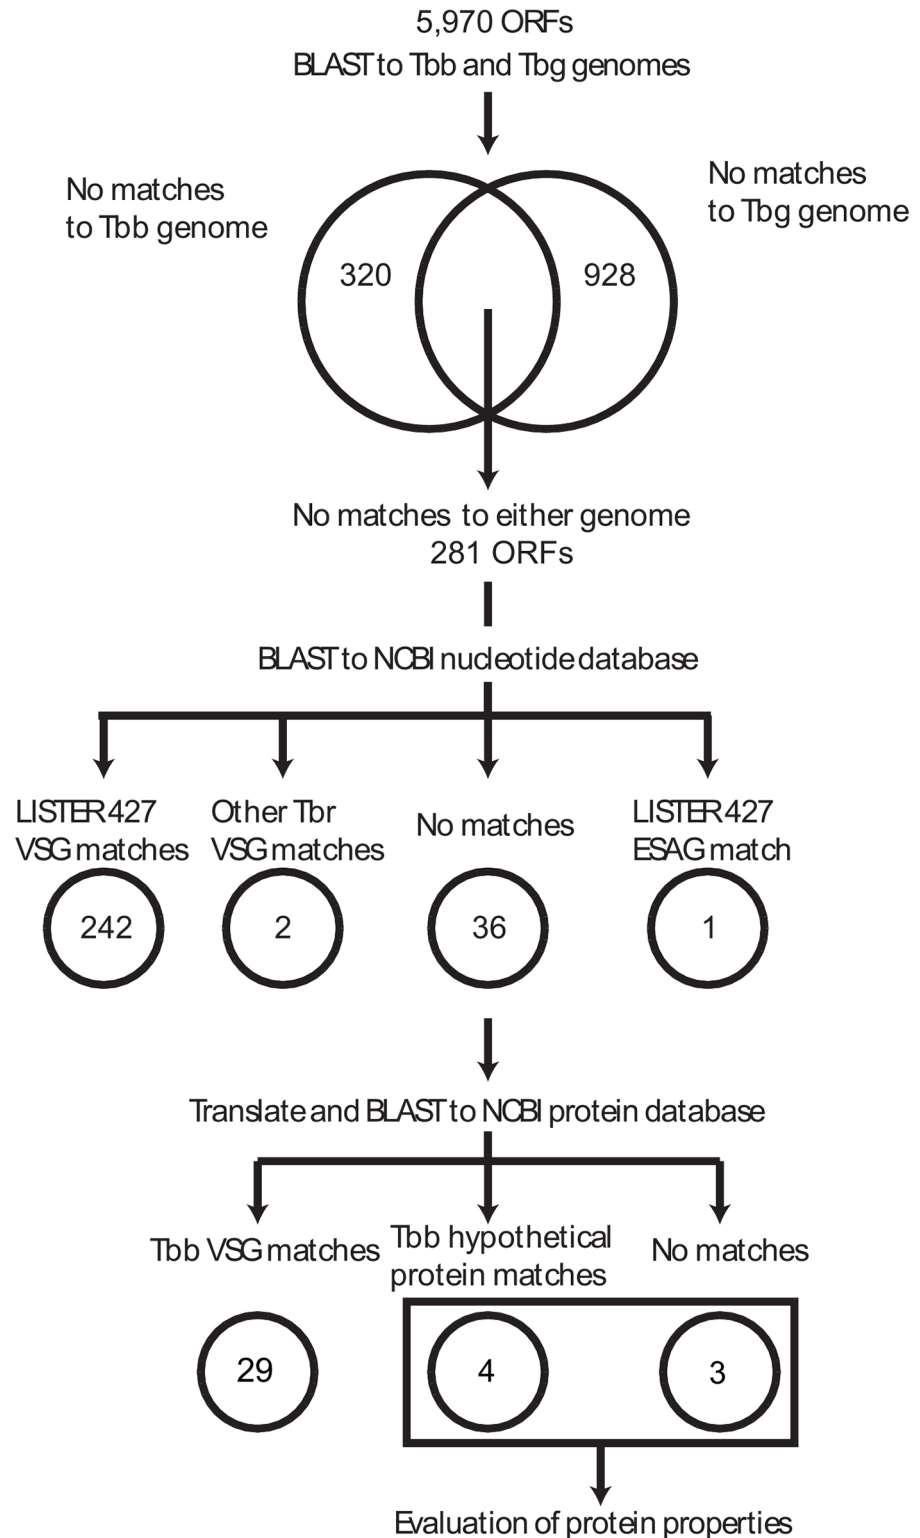 5,970 ORFs
BLAST to Tbb and Tbg genomes
No matches
to Tbb genome
No matches
to Tbg genome
320
928
No matches to either genome
281 ORFs
BLAST to NCBI nucleotide database
LISTER 427
VSG matches
Other Tbr
VSG matches
No matches
LISTER 427
ESAG match
242
2
36
1
Translate and BLAST to NCBI protein database
Tbb VSG matches
Tbb hypothetical
protein matches
No matches
29
4
3
Evaluation of protein properties